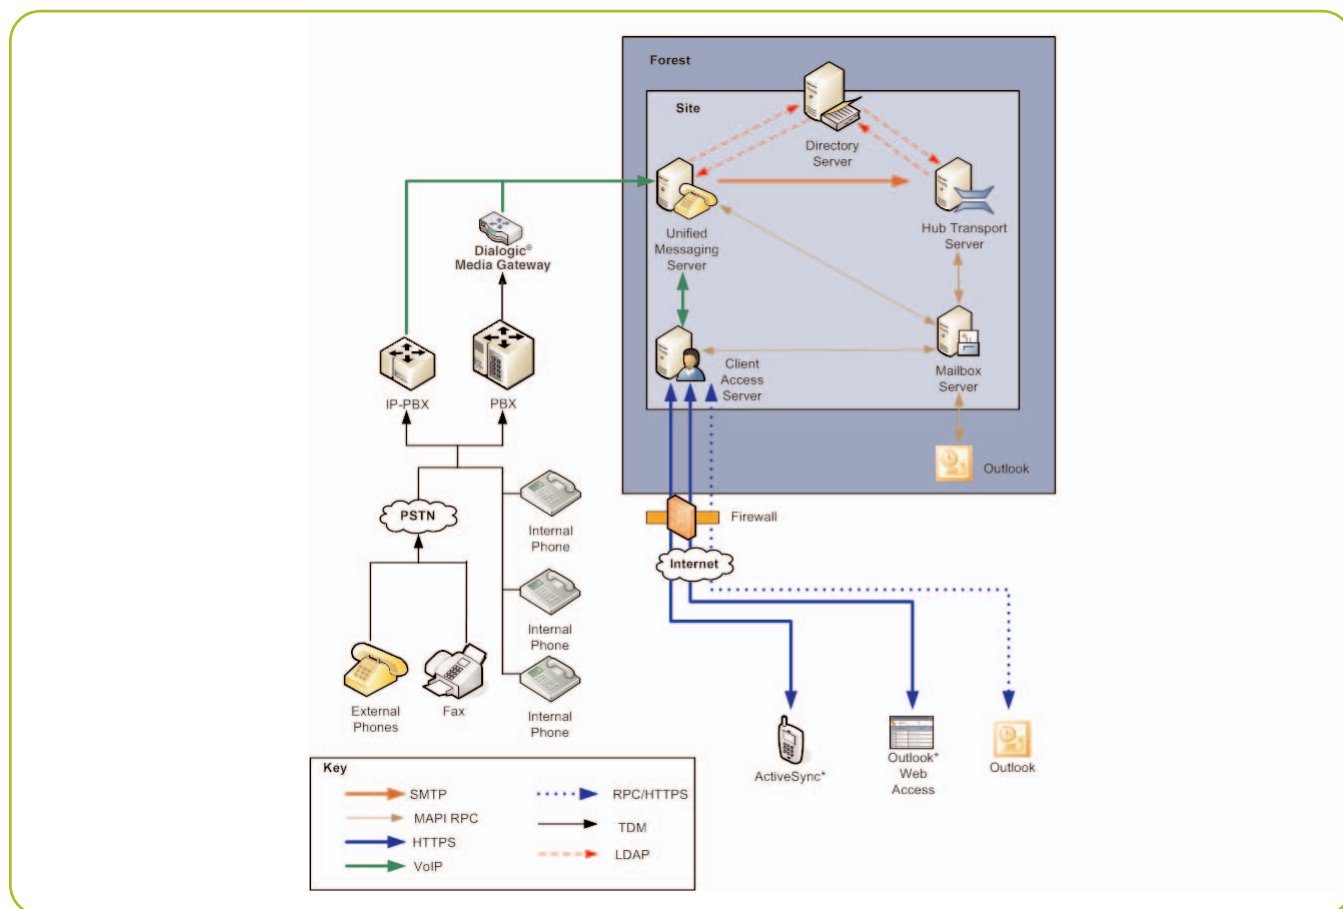 Forest
Site
Directory
Server
Unified
Messaging
Server
Hub Transport
Server
Dialogic®
Media Gateway
Client
Access
Server
Mailbox
Server
IP-PBX
PBX
Outlook
PSTN
Internal
Phone
Firewall
Internet
Internal
Phone
Internal
Phone
External
Phones
Fax
ActiveSync*
Outlook*
Web
Access
Outlook
Key
SMTP
MAPI RPC
HTTPS
VoIP
RPC/HTTPS
TDM
LDAP